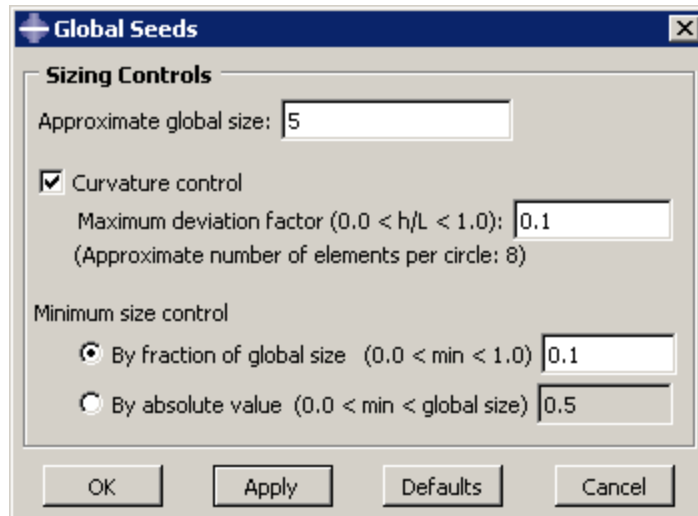 Global Seeds
Sizing Controls
Approximate global size: 5
Curvature control
Maximum deviation factor (0.0 < h/L < 1.0): 0.1
(Approximate number of elements per circle: 8)
Minimum size control
By fraction of global size (0.0 < min < 1.0) 0.1
By absolute value (0.0 < min < global size) 0.5
OK Apply Defaults Cancel